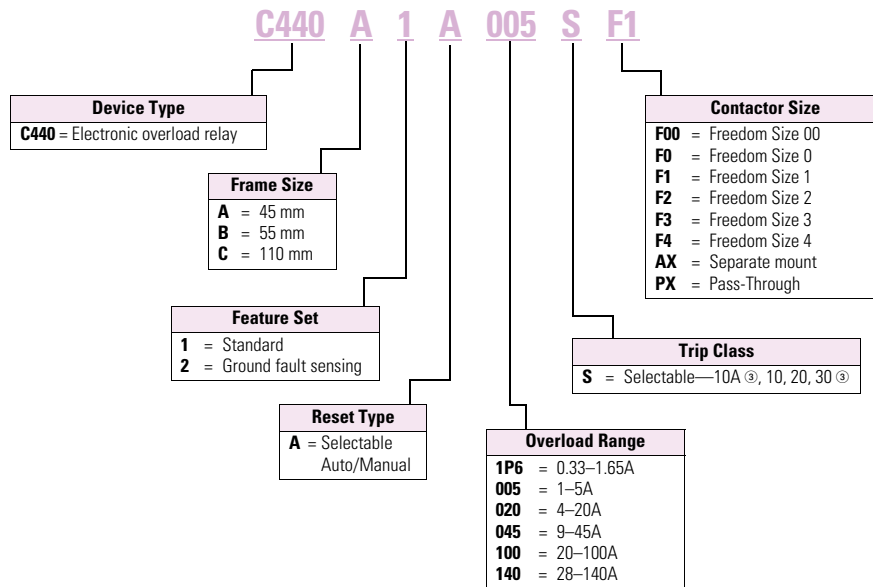 C440 A 1 A 005 S F1
Device Type
C440 = Electronic overload relay
Frame Size
A = 45 mm
B = 55 mm
C = 110 mm
Feature Set
1 = Standard
2 = Ground fault sensing
Reset Type
A = Selectable
Auto/Manual
Overload Range
1P6 = 0.33–1.65A
005 = 1–5A
020 = 4–20A
045 = 9–45A
100 = 20–100A
140 = 28–140A
Trip Class
S = Selectable—10A ③, 10, 20, 30 ③
Contactor Size
F00 = Freedom Size 00
F0 = Freedom Size 0
F1 = Freedom Size 1
F2 = Freedom Size 2
F3 = Freedom Size 3
F4 = Freedom Size 4
AX = Separate mount
PX = Pass-Through